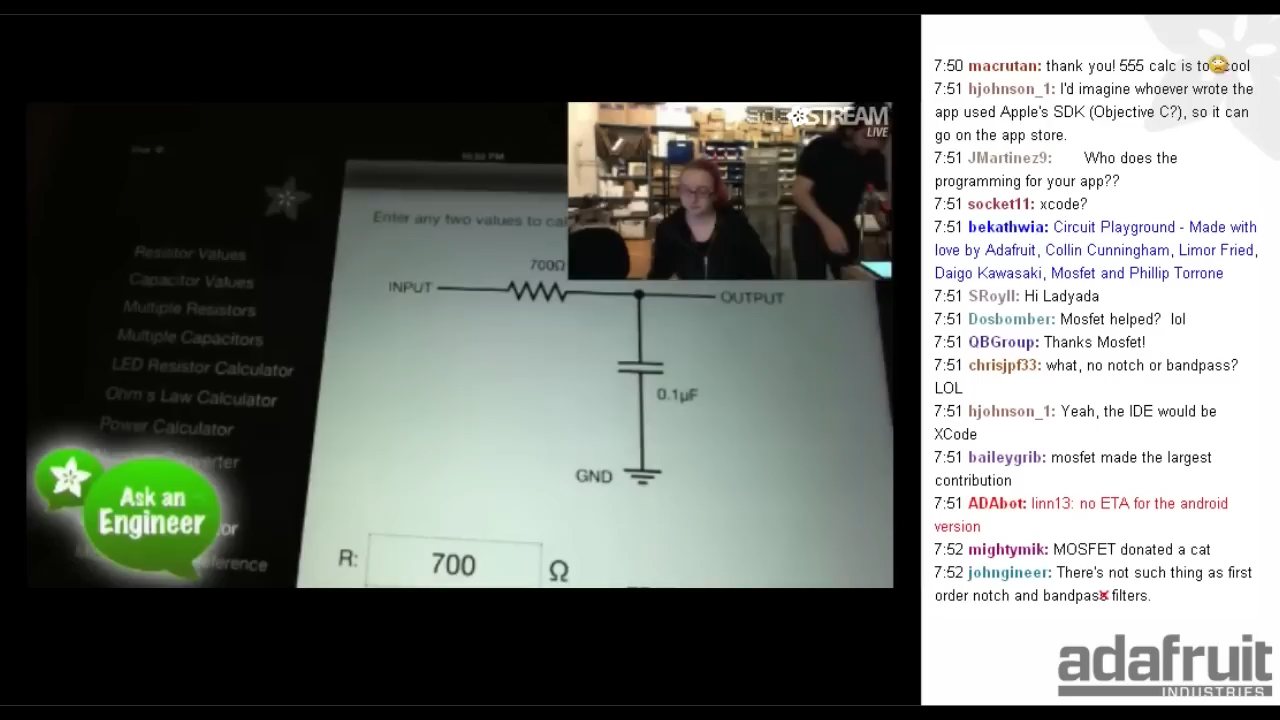 STREAM
LIVE
10:50 PM
Enter any two values to cal
Resistor Values
Capacitor Values
Multiple Resistors
Multiple Capacitors
LED Resistor Calculator
Ohm's Law Calculator
Power Calculator
700Ω
INPUT
OUTPUT
0.1µF
GND
Ask an
Engineer
R: 700 Ω
7:50 macrutan: thank you! 555 calc is to cool
7:51 hjohnson_1: I'd imagine whoever wrote the
app used Apple's SDK (Objective C?), so it can
go on the app store.
7:51 JMartinez9: Who does the
programming for your app??
7:51 socket11: xcode?
7:51 bekathwia: Circuit Playground - Made with
love by Adafruit, Collin Cunningham, Limor Fried,
Daigo Kawasaki, Mosfet and Phillip Torrone
7:51 SRoyll: Hi Ladyada
7:51 Dosbomber: Mosfet helped? lol
7:51 QBGroup: Thanks Mosfet!
7:51 chrisjpf33: what, no notch or bandpass?
LOL
7:51 hjohnson_1: Yeah, the IDE would be
XCode
7:51 baileygrib: mosfet made the largest
contribution
7:51 ADAbot: linn13: no ETA for the android
version
7:52 mightymik: MOSFET donated a cat
7:52 johngineer: There's not such thing as first
order notch and bandpass filters.
adafruit
INDUSTRIES